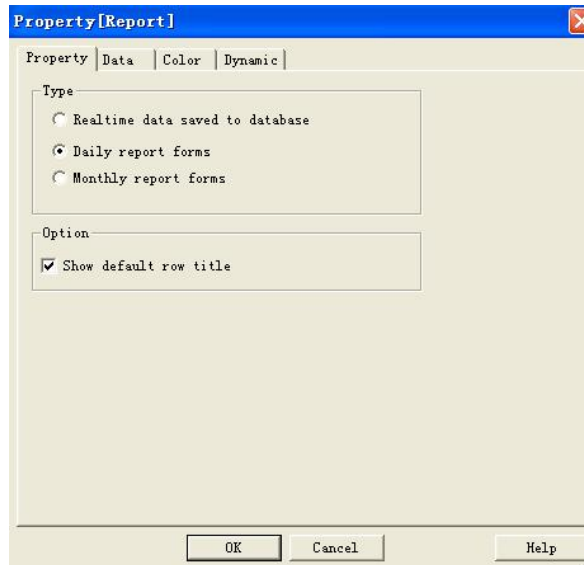 Property[Report]
Property Data Color Dynamic
Type
Realtime data saved to database
Daily report forms
Monthly report forms
Option
Show default row title
OK Cancel Help